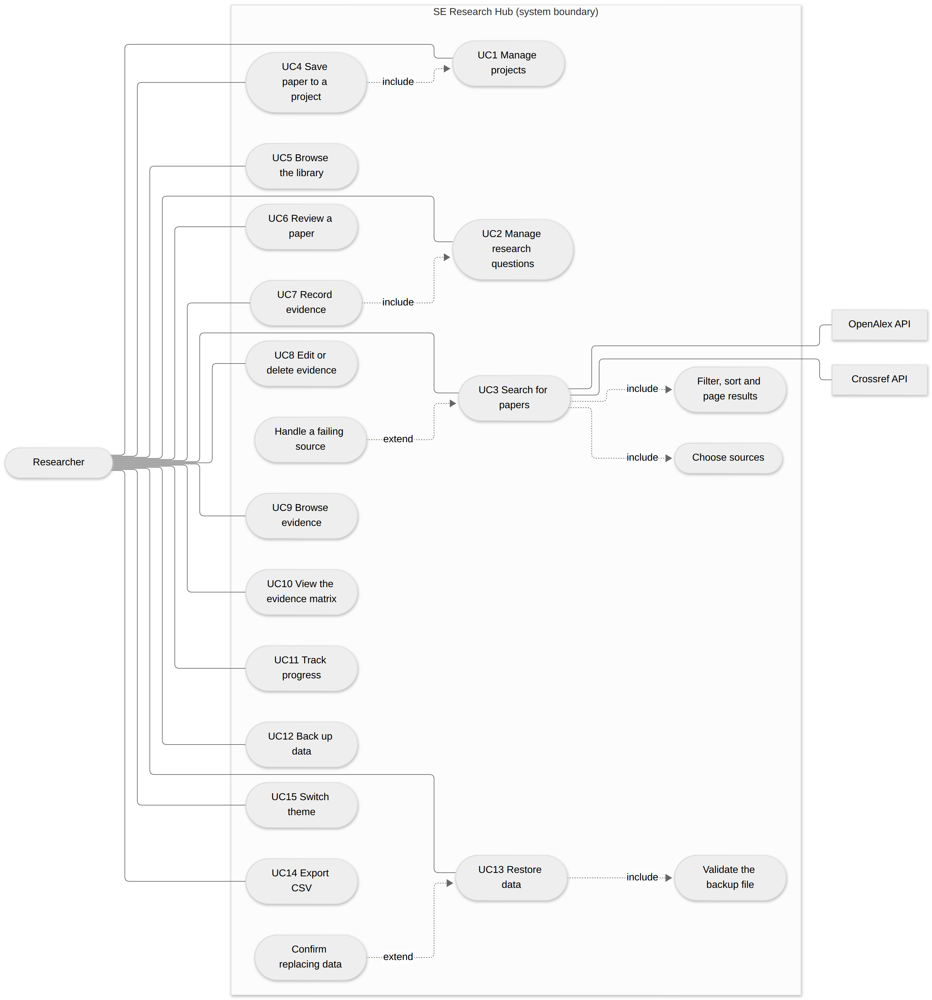 SE Research Hub (system boundary)
UC1 Manage
projects
UC4 Save
paper to a
project
include
UC5 Browse
the library
UC6 Review a
paper
UC2 Manage
research
questions
UC7 Record
evidence
include
OpenAlex API
UC8 Edit or
delete evidence
Crossref API
UC3 Search for
papers
include
Filter, sort and
page results
Handle a failing
source
extend
include
Choose sources
Researcher
UC9 Browse
evidence
UC10 View the
evidence matrix
UC11 Track
progress
UC12 Back up
data
UC15 Switch
theme
UC14 Export
CSV
UC13 Restore
data
include
Validate the
backup file
Confirm
replacing data
extend